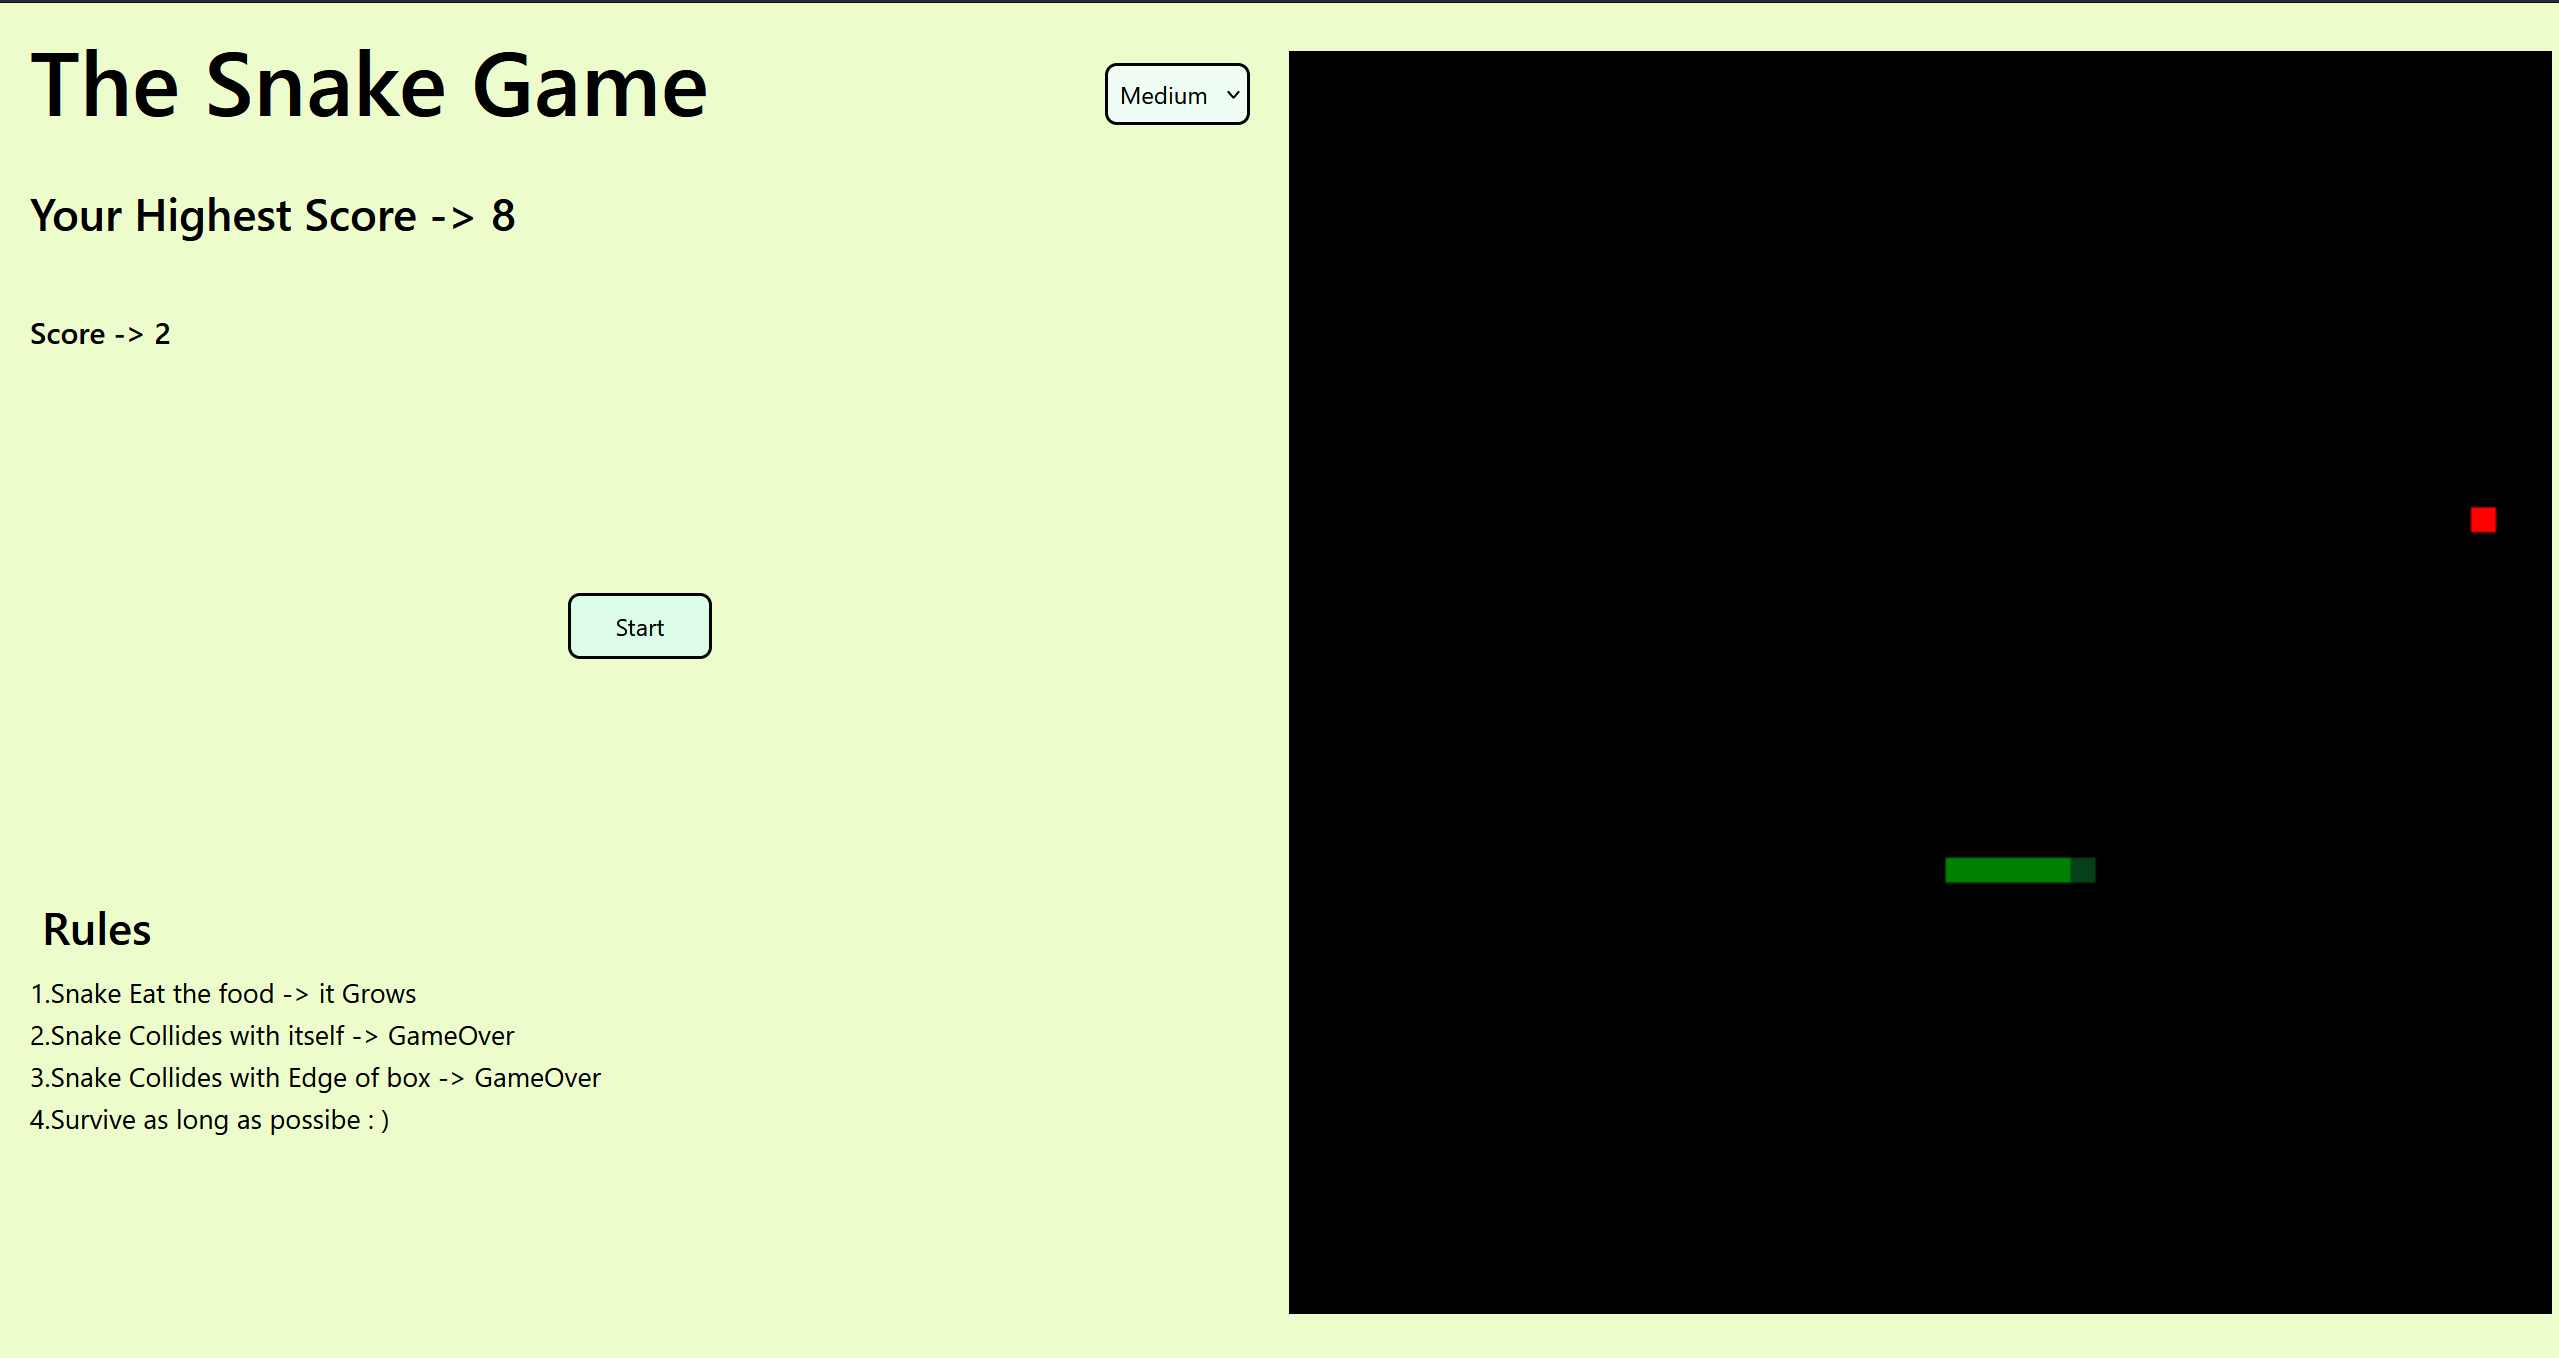 The Snake Game
Medium
Your Highest Score -> 8
Score -> 2
Start
Rules
1.Snake Eat the food -> it Grows
2.Snake Collides with itself -> GameOver
3.Snake Collides with Edge of box -> GameOver
4.Survive as long as possibe : )